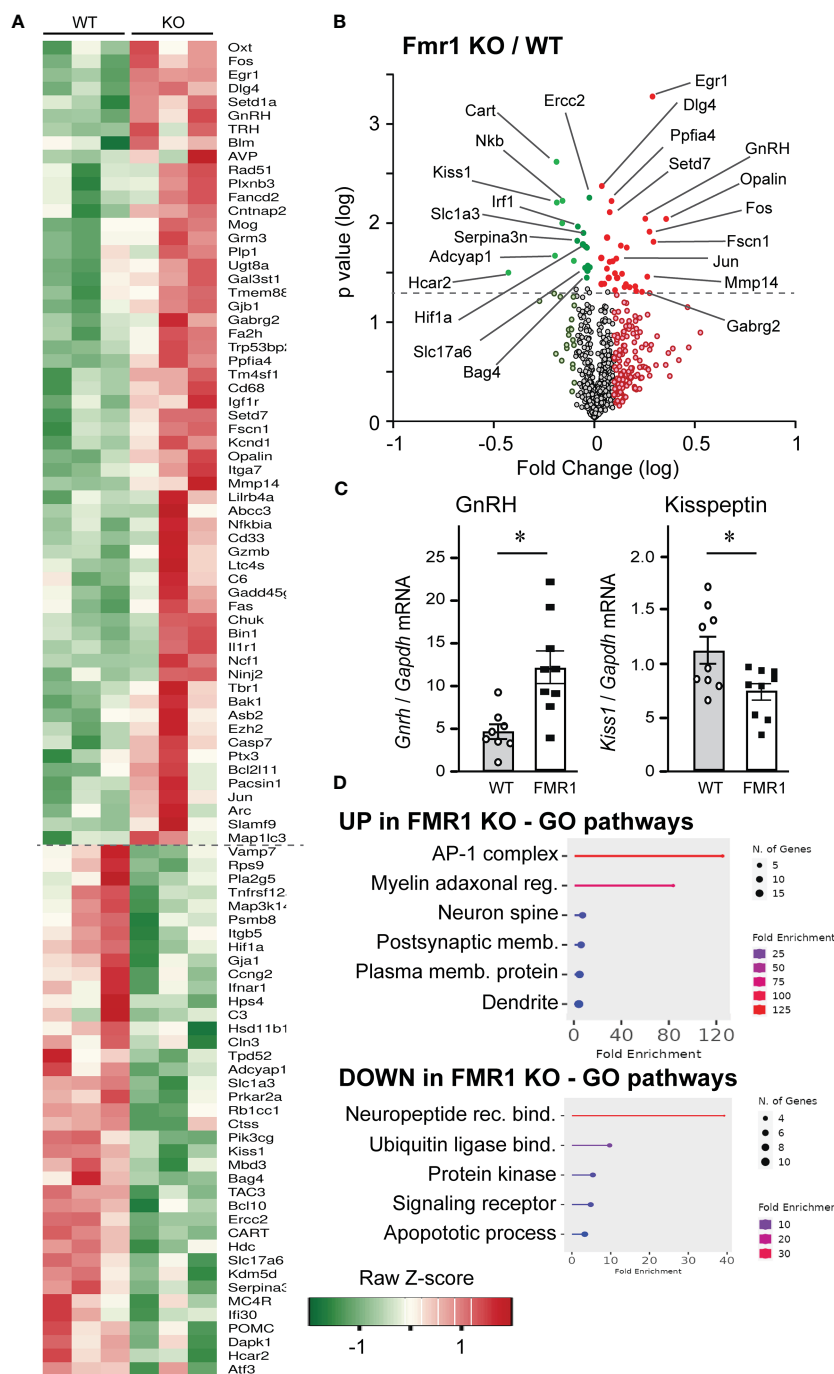 A
WT KO
Oxt
Fos
Egr1
Dlg4
Setd1a
GnRH
TRH
Blm
AVP
Rad51
Plxnb3
Fancd2
Cntnap2
Mog
Grm3
Plp1
Ugt8a
Gal3st1
Tmem88
Gjb1
Gabrg2
Fa2h
Trp53bp
Ppfia4
Tm4sf1
Cd68
Igf1r
Setd7
Fscn1
Kcnd1
Opalin
Itga7
Mmp14
Lilrb4a
Abcc3
Nfkbia
Cd33
Gzmb
Ltc4s
C6
Gadd45g
Fas
Chuk
Bin1
Il1r1
Ncf1
Ninj2
Tbr1
Bak1
Asb2
Ezh2
Casp7
Ptx3
Bcl2l11
Pacsin1
Jun
Arc
Slamf9
Map1lc3
Vamp7
Rps9
Pla2g5
Tnfrsf12
Map3k14
Psmb8
Itgb5
Hif1a
Gja1
Ccng2
Ifnar1
Hps4
C3
Hsd11b1
Cln3
Tpd52
Adcyap1
Slc1a3
Prkar2a
Rb1cc1
Ctss
Pik3cg
Kiss1
Mbd3
Bag4
TAC3
Bcl10
Ercc2
CART
Hdc
Slc17a6
Kdm5d
Serpina3
MC4R
Ifi30
POMC
Dapk1
Hcar2
Atf3
Raw Z-score
-1 1
B
Fmr1 KO / WT
p value (log)
3
2
1
0
-1 -0.5 0 0.5 1
Fold Change (log)
Cart
Nkb
Kiss1
Irf1
Slc1a3
Serpina3n
Adcyap1
Hcar2
Hif1a
Slc17a6
Bag4
Ercc2
Egr1
Dlg4
Ppfia4
Setd7
GnRH
Opalin
Fos
Fscn1
Jun
Mmp14
Gabrg2
C
GnRH
*
Gnrh / Gapdh mRNA
25
20
15
10
5
0
WT FMR1
Kisspeptin
*
Kiss1 / Gapdh mRNA
2.0
1.5
1.0
5
0
WT FMR1
D
UP in FMR1 KO - GO pathways
AP-1 complex
Myelin adaxonal reg.
Neuron spine
Postsynaptic memb.
Plasma memb. protein
Dendrite
0 40 80 120
Fold Enrichment
N. of Genes
5
10
15
Fold Enrichment
25
50
75
100
125
DOWN in FMR1 KO - GO pathways
Neuropeptide rec. bind.
Ubiquitin ligase bind.
Protein kinase
Signaling receptor
Apopototic process
0 10 20 30 40
Fold Enrichment
N. of Genes
4
6
8
10
Fold Enrichmen
10
20
30